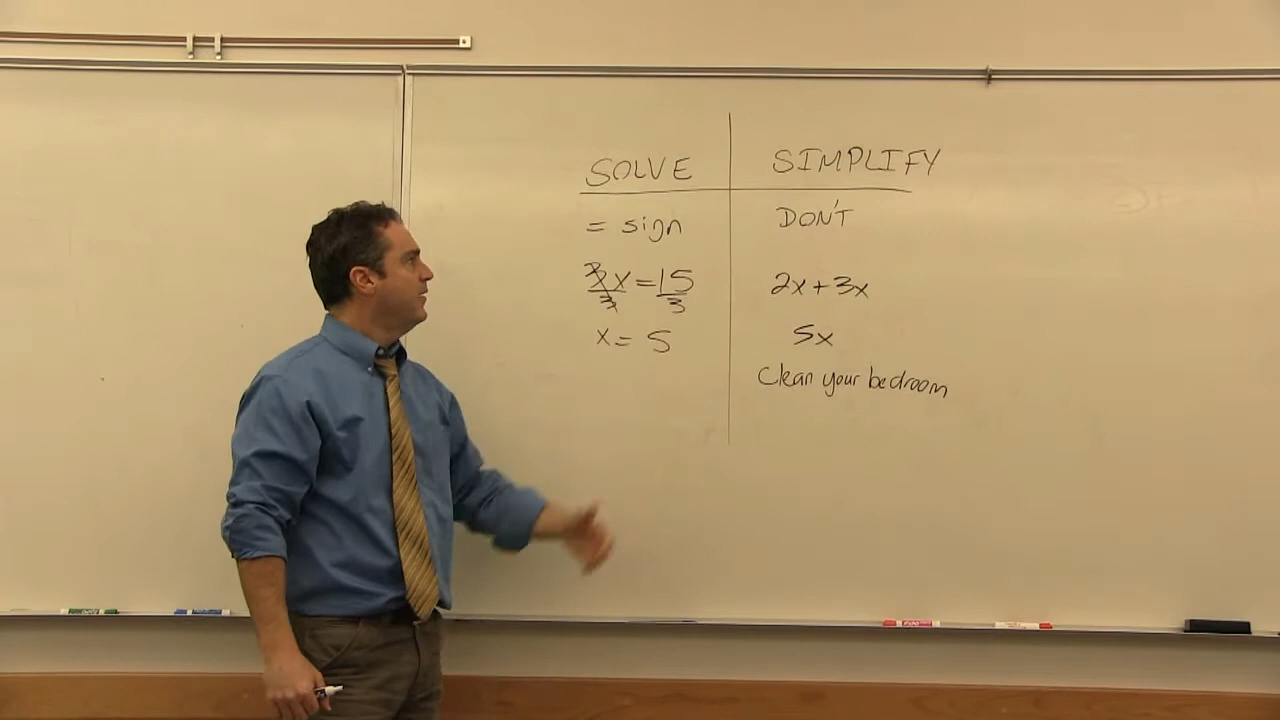 SOLVE
= sign
3x = 15
3 3
x = 5
SIMPLIFY
DON'T
2x + 3x
5x
Clean your bedroom